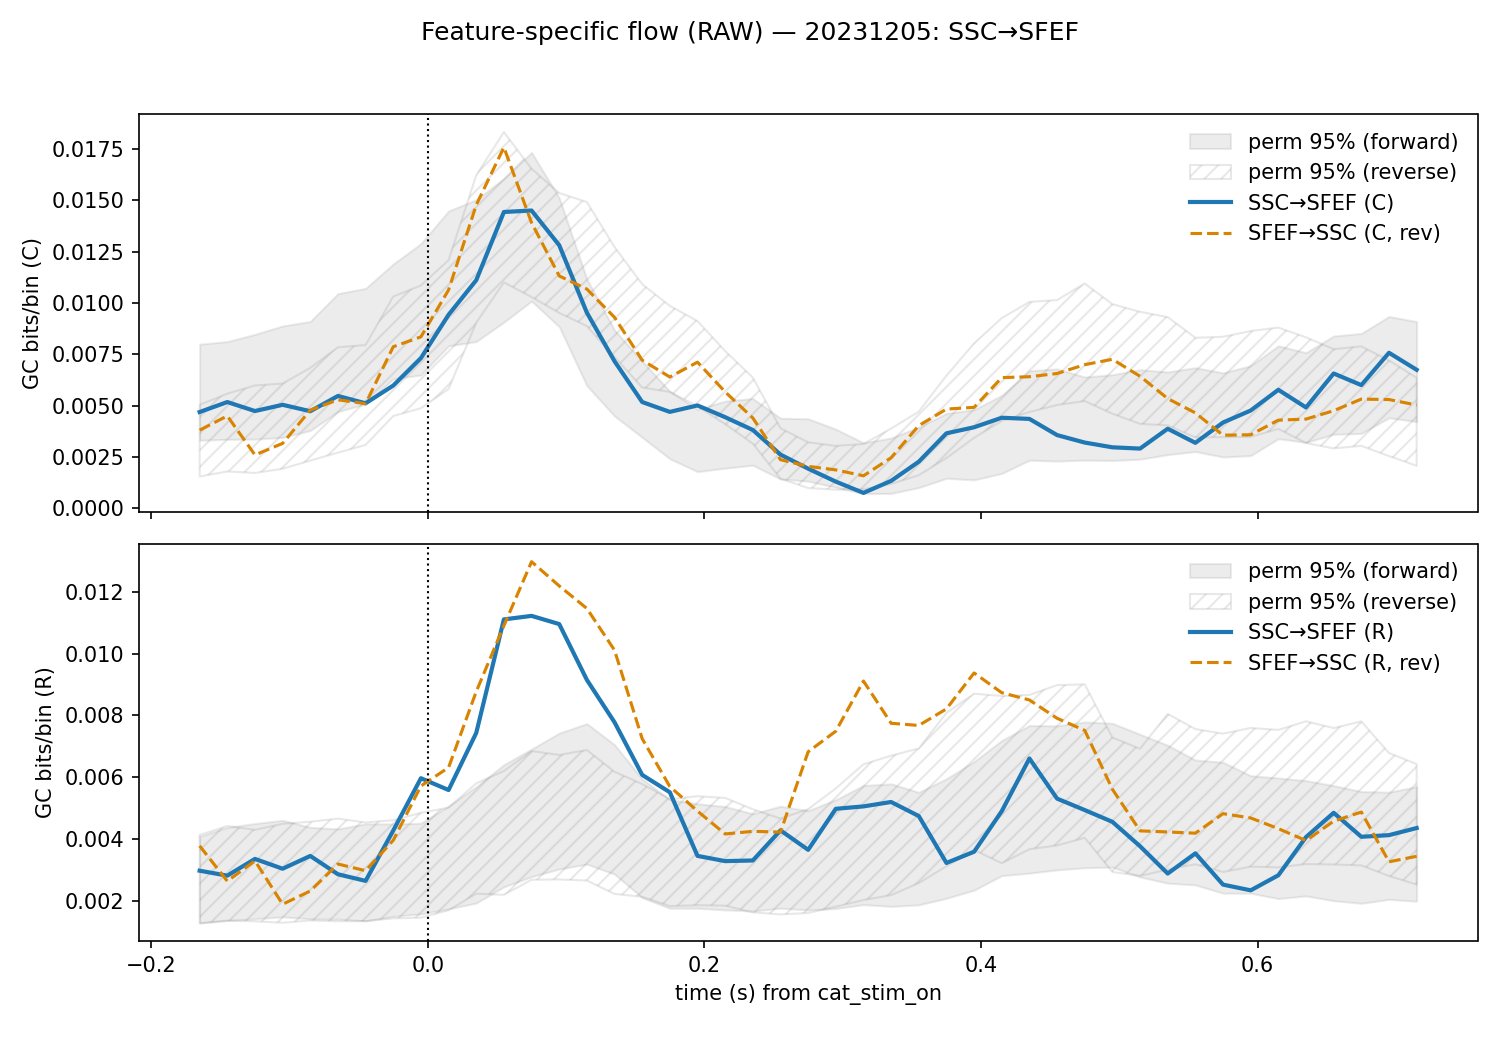 Feature-specific flow (RAW) — 20231205: SSC→SFEF
GC bits/bin (C)
0.0175
0.0150
0.0125
0.0100
0.0075
0.0050
0.0025
0.0000
perm 95% (forward)
perm 95% (reverse)
SSC→SFEF (C)
SFEF→SSC (C, rev)
GC bits/bin (R)
0.012
0.010
0.008
0.006
0.004
0.002
perm 95% (forward)
perm 95% (reverse)
SSC→SFEF (R)
SFEF→SSC (R, rev)
−0.2 0.0 0.2 0.4 0.6
time (s) from cat_stim_on